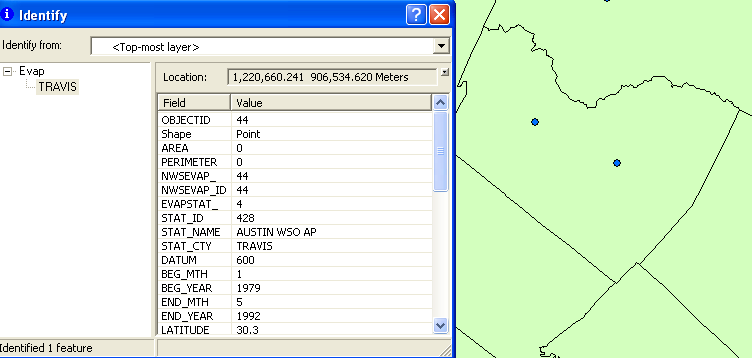 Identify
Identify from: <Top-most layer>
Evap
TRAVIS
Location: 1,220,660.241 906,534.620 Meters
Field Value
OBJECTID 44
Shape Point
AREA 0
PERIMETER 0
NWSEVAP_ 44
NWSEVAP_ID 44
EVAPSTAT_ 4
STAT_ID 428
STAT_NAME AUSTIN WSO AP
STAT_CTY TRAVIS
DATUM 600
BEG_MTH 1
BEG_YEAR 1979
END_MTH 5
END_YEAR 1992
LATITUDE 30.3
Identified 1 feature